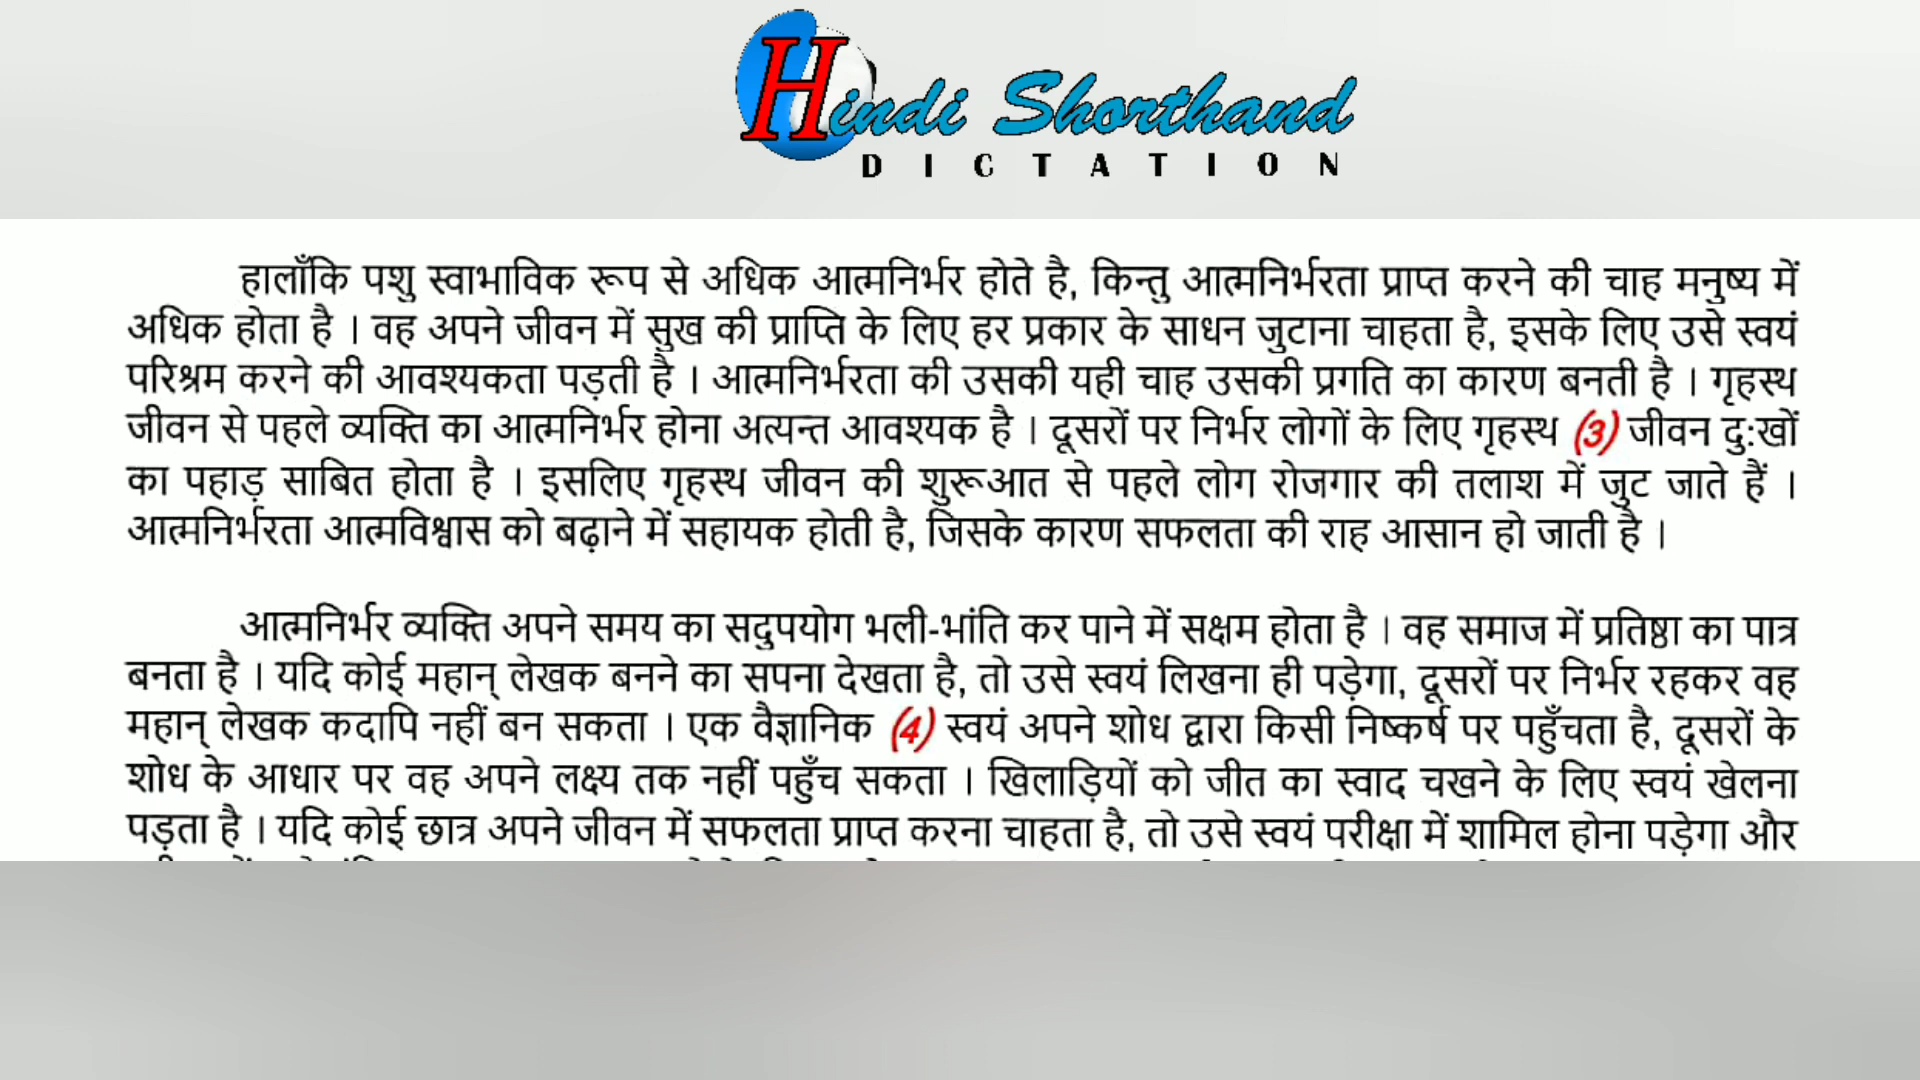 Hindi Shorthand
DICTATION
हालाँकि पशु स्वाभाविक रूप से अधिक आत्मनिर्भर होते है, किन्तु आत्मनिर्भरता प्राप्त करने की चाह मनुष्य में
अधिक होता है । वह अपने जीवन में सुख की प्राप्ति के लिए हर प्रकार के साधन जुटाना चाहता है, इसके लिए उसे स्वयं
परिश्रम करने की आवश्यकता पड़ती है । आत्मनिर्भरता की उसकी यही चाह उसकी प्रगति का कारण बनती है । गृहस्थ
जीवन से पहले व्यक्ति का आत्मनिर्भर होना अत्यन्त आवश्यक है । दूसरों पर निर्भर लोगों के लिए गृहस्थ (3) जीवन दु:खों
का पहाड़ साबित होता है । इसलिए गृहस्थ जीवन की शुरूआत से पहले लोग रोजगार की तलाश में जुट जाते हैं ।
आत्मनिर्भरता आत्मविश्वास को बढ़ाने में सहायक होती है, जिसके कारण सफलता की राह आसान हो जाती है ।
आत्मनिर्भर व्यक्ति अपने समय का सदुपयोग भली-भांति कर पाने में सक्षम होता है । वह समाज में प्रतिष्ठा का पात्र
बनता है । यदि कोई महान् लेखक बनने का सपना देखता है, तो उसे स्वयं लिखना ही पड़ेगा, दूसरों पर निर्भर रहकर वह
महान् लेखक कदापि नहीं बन सकता । एक वैज्ञानिक (4) स्वयं अपने शोध द्वारा किसी निष्कर्ष पर पहुँचता है, दूसरों के
शोध के आधार पर वह अपने लक्ष्य तक नहीं पहुँच सकता । खिलाड़ियों को जीत का स्वाद चखने के लिए स्वयं खेलना
पड़ता है । यदि कोई छात्र अपने जीवन में सफलता प्राप्त करना चाहता है, तो उसे स्वयं परीक्षा में शामिल होना पड़ेगा और